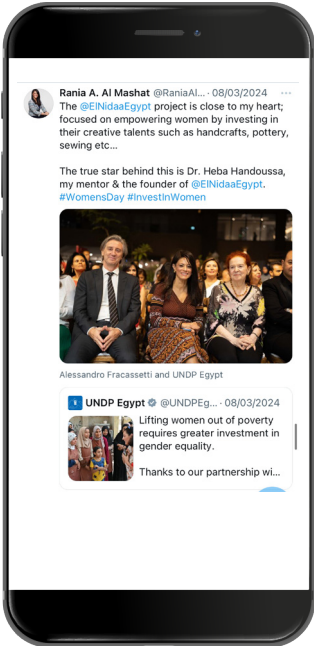 Rania A. Al Mashat @RaniaAl... · 08/03/2024 ···
The @ElNidaaEgypt project is close to my heart;
focused on empowering women by investing in
their creative talents such as handcrafts, pottery,
sewing etc...
The true star behind this is Dr. Heba Handoussa,
my mentor & the founder of @ElNidaaEgypt.
#WomensDay #InvestInWomen
Alessandro Fracassetti and UNDP Egypt
UNDP Egypt @UNDPEg... · 08/03/2024
Lifting women out of poverty
requires greater investment in
gender equality.
Thanks to our partnership wi...